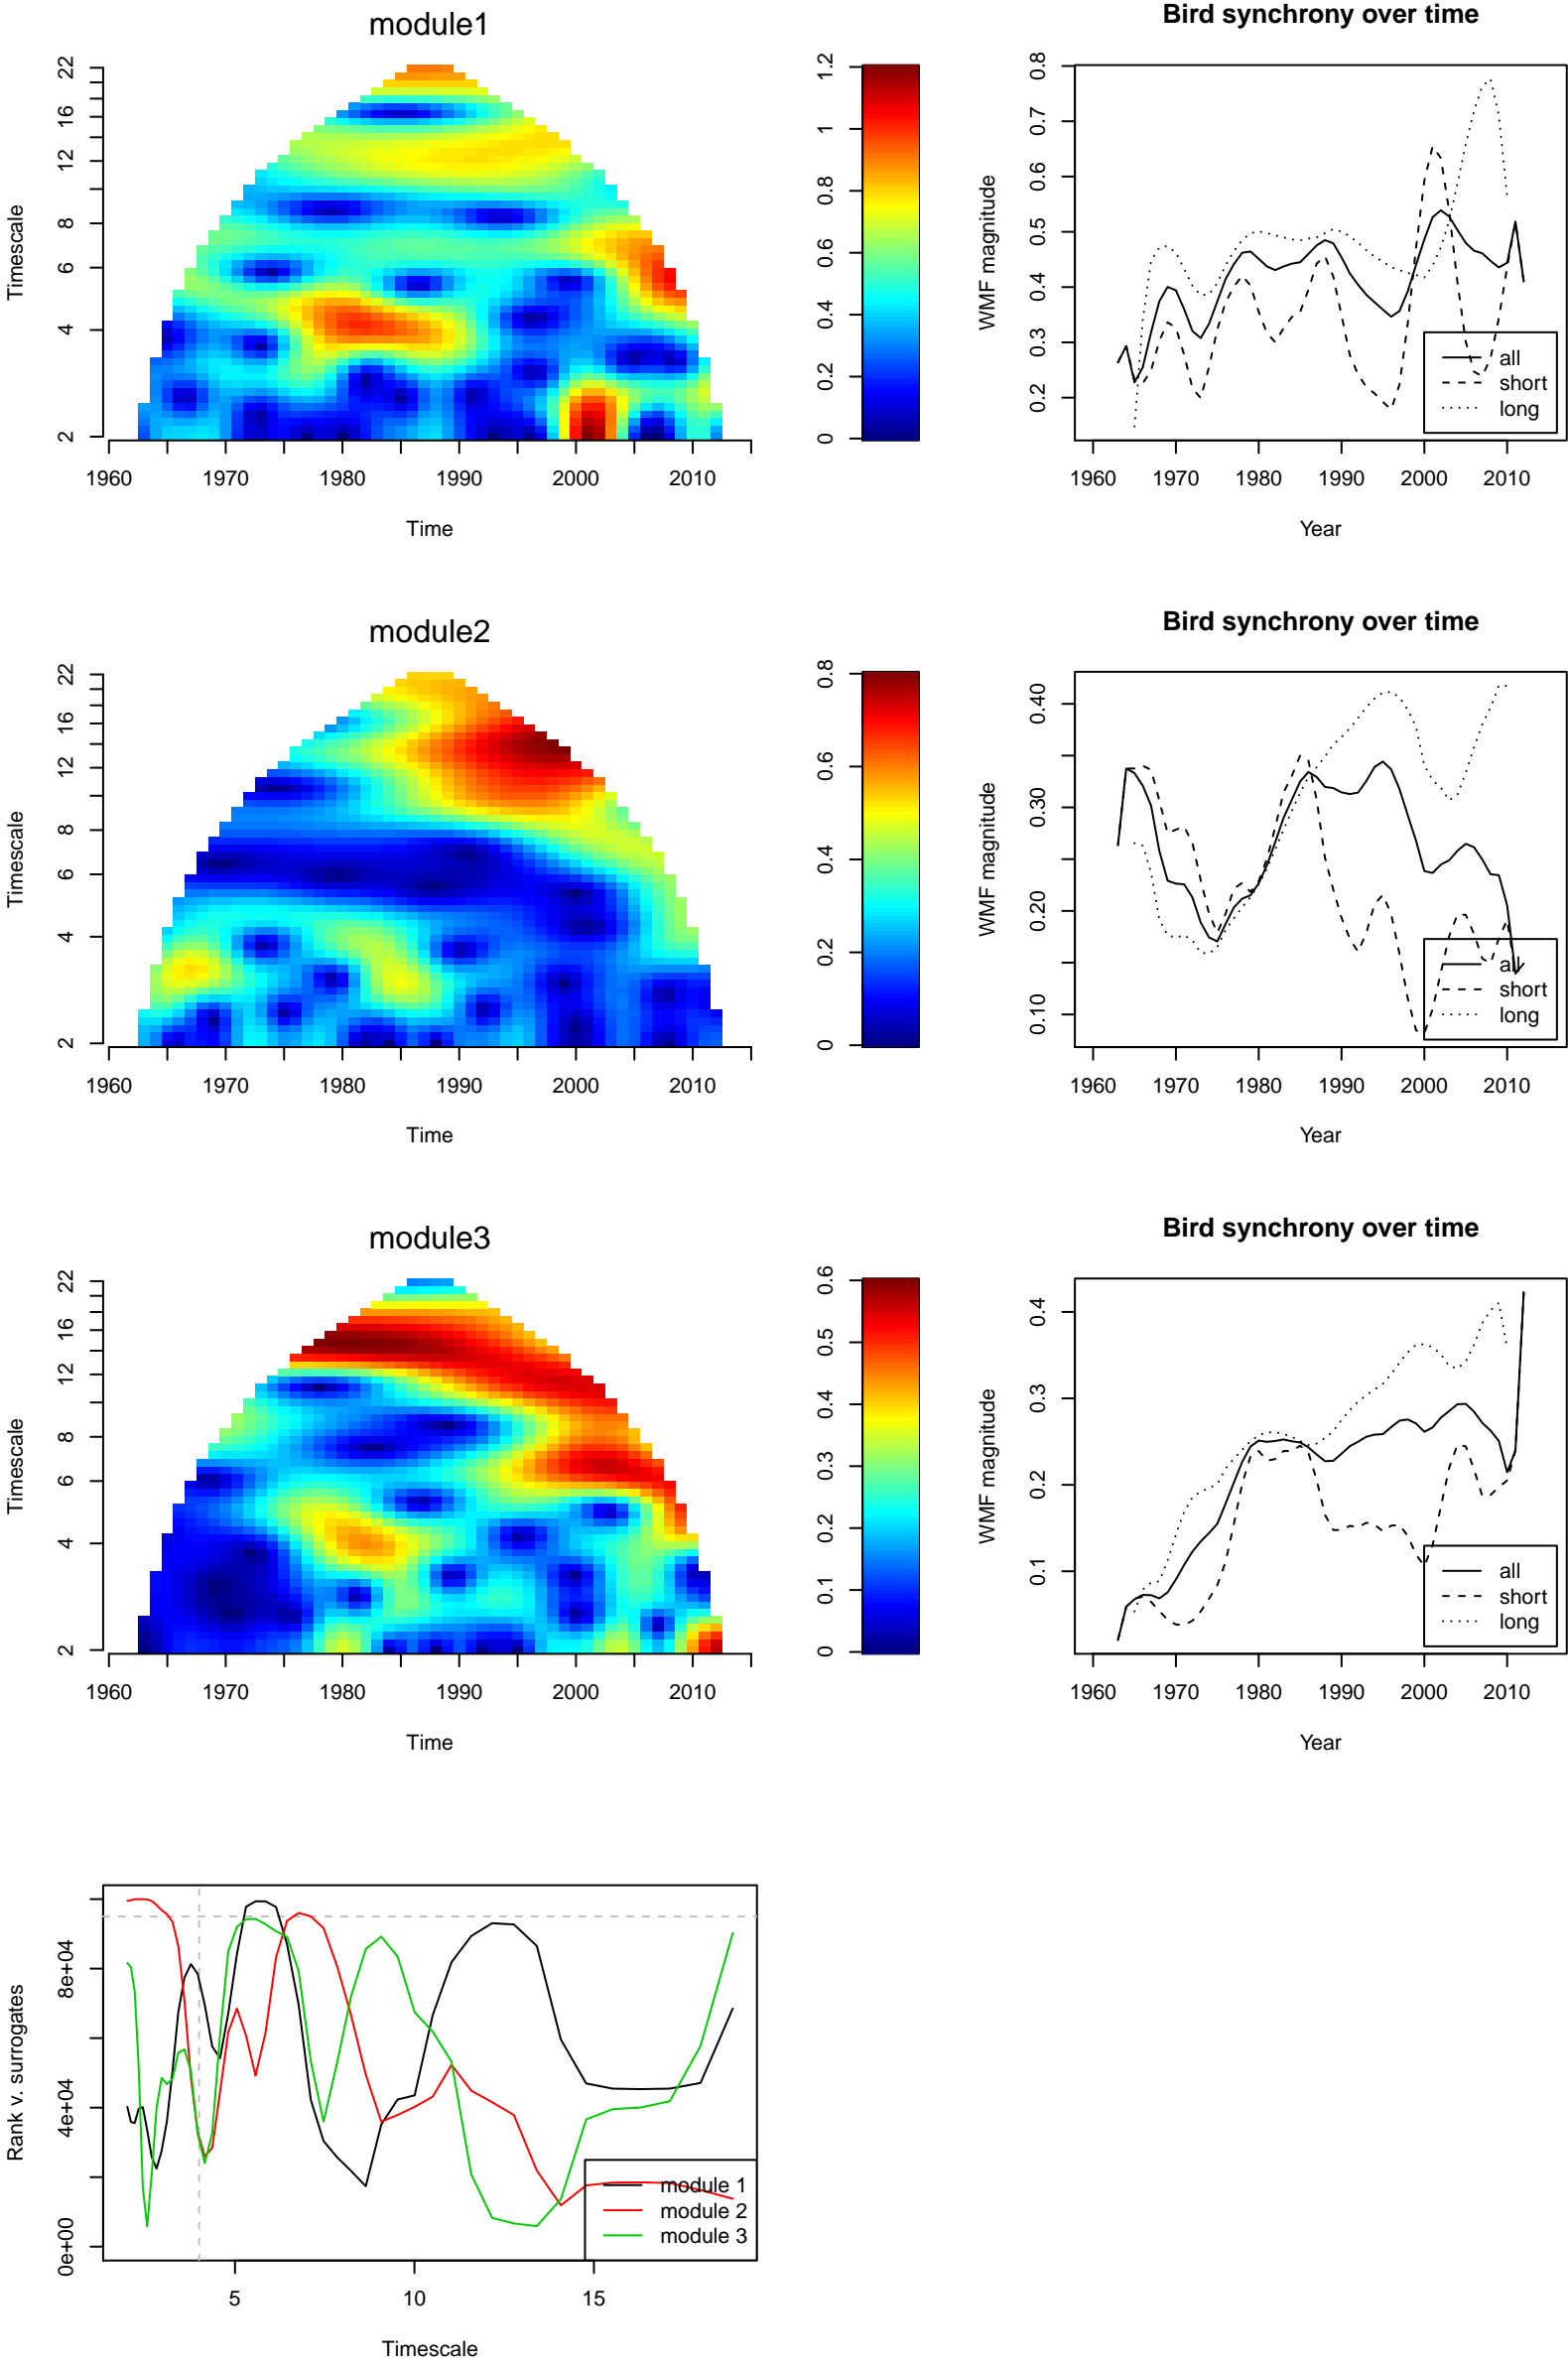 module1
Bird synchrony over time
22
16
12
8
6
4
2
Timescale
1960 1970 1980 1990 2000 2010
Time
0 0.2 0.4 0.6 0.8 1 1.2
WMF magnitude
0.2 0.3 0.4 0.5 0.6 0.7 0.8
all
short
long
1960 1970 1980 1990 2000 2010
Year
module2
Bird synchrony over time
22
16
12
8
6
4
2
Timescale
1960 1970 1980 1990 2000 2010
Time
0 0.2 0.4 0.6 0.8
WMF magnitude
0.10 0.20 0.30 0.40
all
short
long
1960 1970 1980 1990 2000 2010
Year
module3
Bird synchrony over time
22
16
12
8
6
4
2
Timescale
1960 1970 1980 1990 2000 2010
Time
0 0.1 0.2 0.3 0.4 0.5 0.6
WMF magnitude
0.1 0.2 0.3 0.4
all
short
long
1960 1970 1980 1990 2000 2010
Year
Rank v. surrogates
0e+00 4e+04 8e+04
module 1
module 2
module 3
5 10 15
Timescale